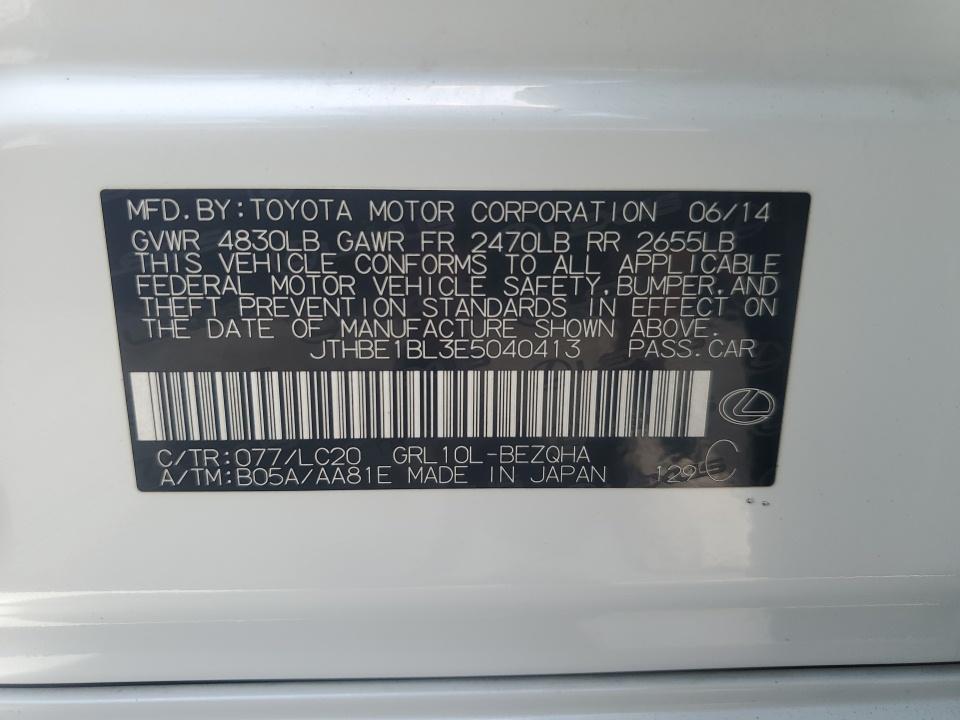 MFD.BY:TOYOTA MOTOR CORPORATION 06/14
GVWR 4830LB GAWR FR 2470LB RR 2655LB
THIS VEHICLE CONFORMS TO ALL APPLICABLE
FEDERAL MOTOR VEHICLE SAFETY,BUMPER,AND
THEFT PREVENTION STANDARDS IN EFFECT ON
THE DATE OF MANUFACTURE SHOWN ABOVE.
JTHBE1BL3E5040413 PASS.CAR
C/TR:077/LC20 GRL10L-BEZQHA
A/TM:B05A/AA81E MADE IN JAPAN 129 C